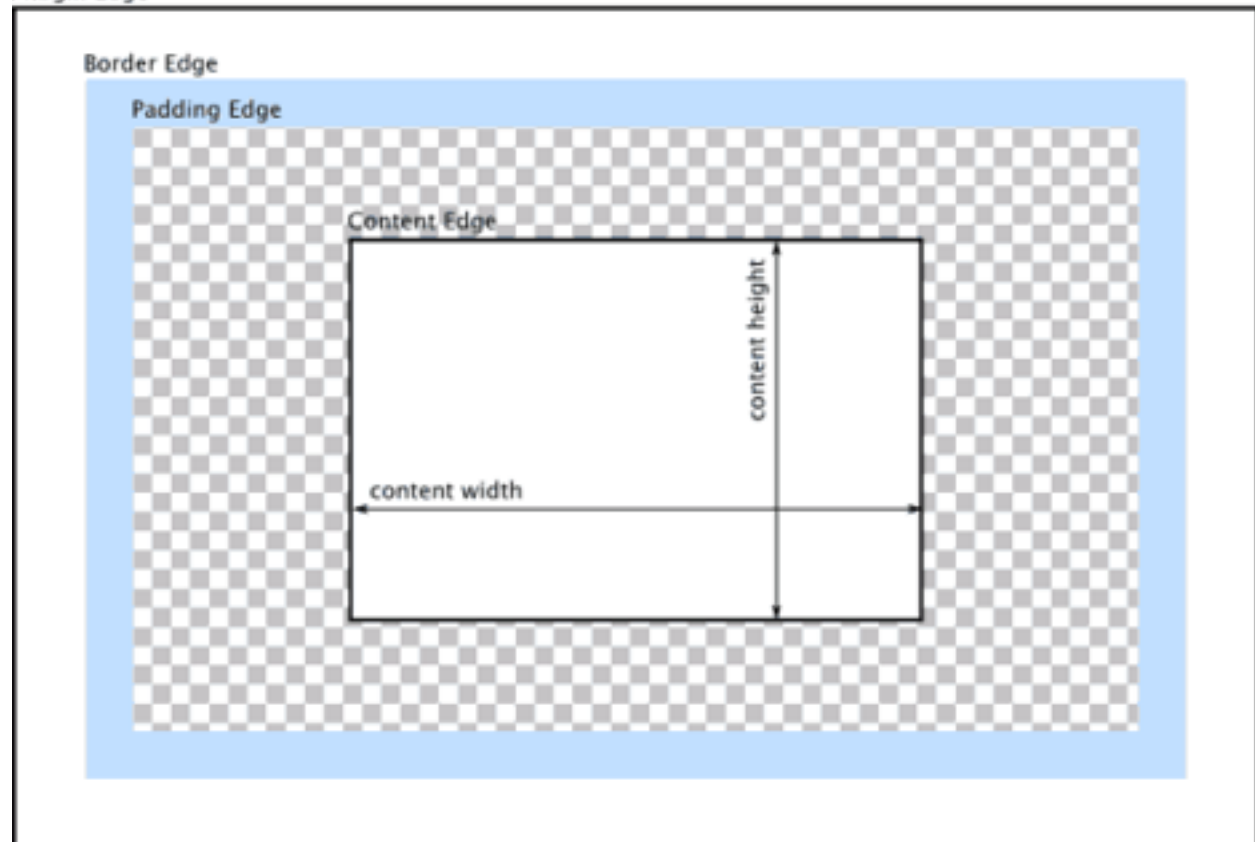 Border Edge
Padding Edge
Content Edge
content height
content width